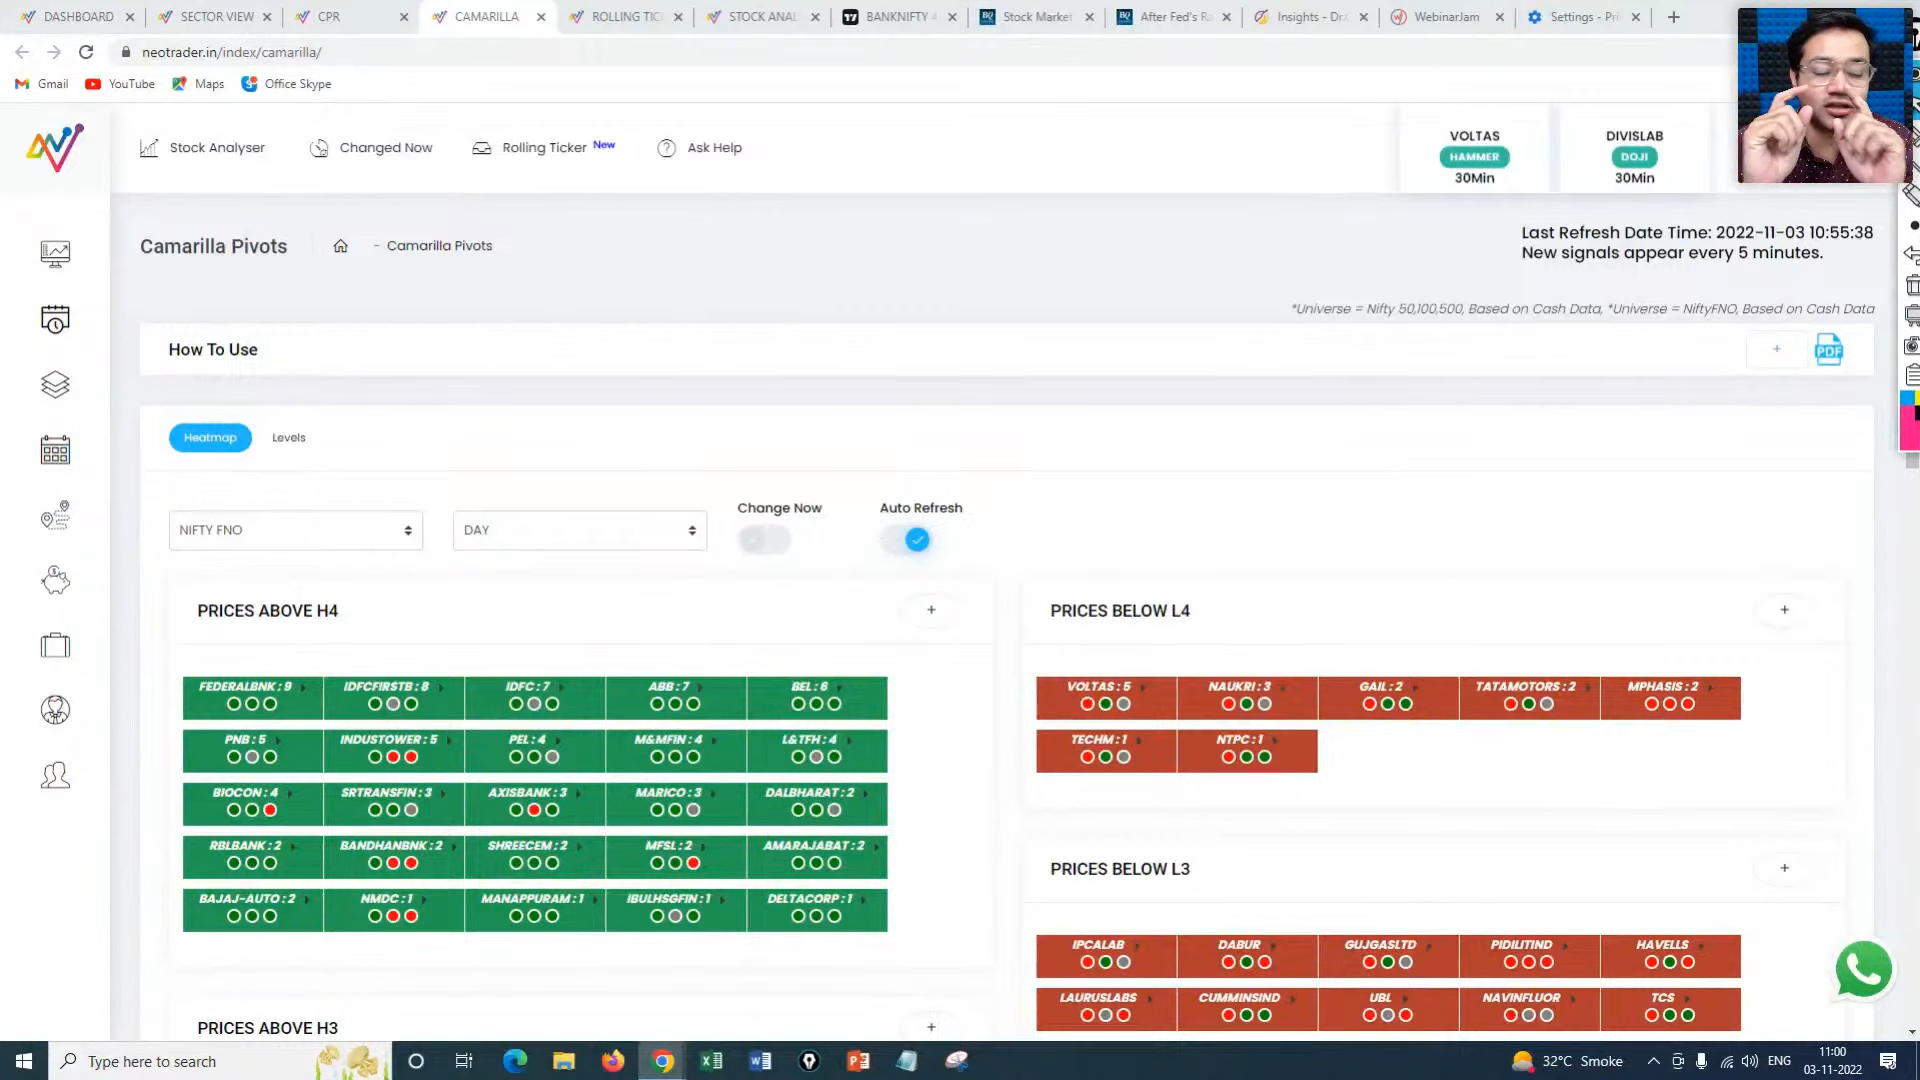 DASHBOARD
SECTOR VIEW
CPR
CAMARILLA
ROLLING TIC
STOCK ANAL
BANKNIFTY
Stock Market
After Fed's Ra
Insights - Dr
WebinarJam
Settings - Pri
neotrader.in/index/camarilla/
Gmail
YouTube
Maps
Office Skype
Stock Analyser
Changed Now
Rolling Ticker New
Ask Help
VOLTAS
HAMMER
30Min
DIVISLAB
DOJI
30Min
Camarilla Pivots
- Camarilla Pivots
Last Refresh Date Time: 2022-11-03 10:55:38
New signals appear every 5 minutes.
*Universe = Nifty 50,100,500, Based on Cash Data, *Universe = NiftyFNO, Based on Cash Data
How To Use
+
PDF
Heatmap
Levels
NIFTY FNO
DAY
Change Now
Auto Refresh
PRICES ABOVE H4
+
FEDERALBNK : 9
IDFCFIRSTB : 8
IDFC : 7
ABB : 7
BEL : 6
PNB : 5
INDUSTOWER : 5
PEL : 4
M&MFIN : 4
L&TFH : 4
BIOCON : 4
SRTRANSFIN : 3
AXISBANK : 3
MARICO : 3
DALBHARAT : 2
RBLBANK : 2
BANDHANBNK : 2
SHREECEM : 2
MFSL : 2
AMARAJABAT : 2
BAJAJ-AUTO : 2
NMDC : 1
MANAPPURAM : 1
IBULHSGFIN : 1
DELTACORP : 1
PRICES ABOVE H3
+
PRICES BELOW L4
+
VOLTAS : 5
NAUKRI : 3
GAIL : 2
TATAMOTORS : 2
MPHASIS : 2
TECHM : 1
NTPC : 1
PRICES BELOW L3
+
IPCALAB
DABUR
GUJGASLTD
PIDILITIND
HAVELLS
LAURUSLABS
CUMMINSIND
UBL
NAVINFLUOR
TCS
Type here to search
32°C Smoke
ENG
11:00
03-11-2022